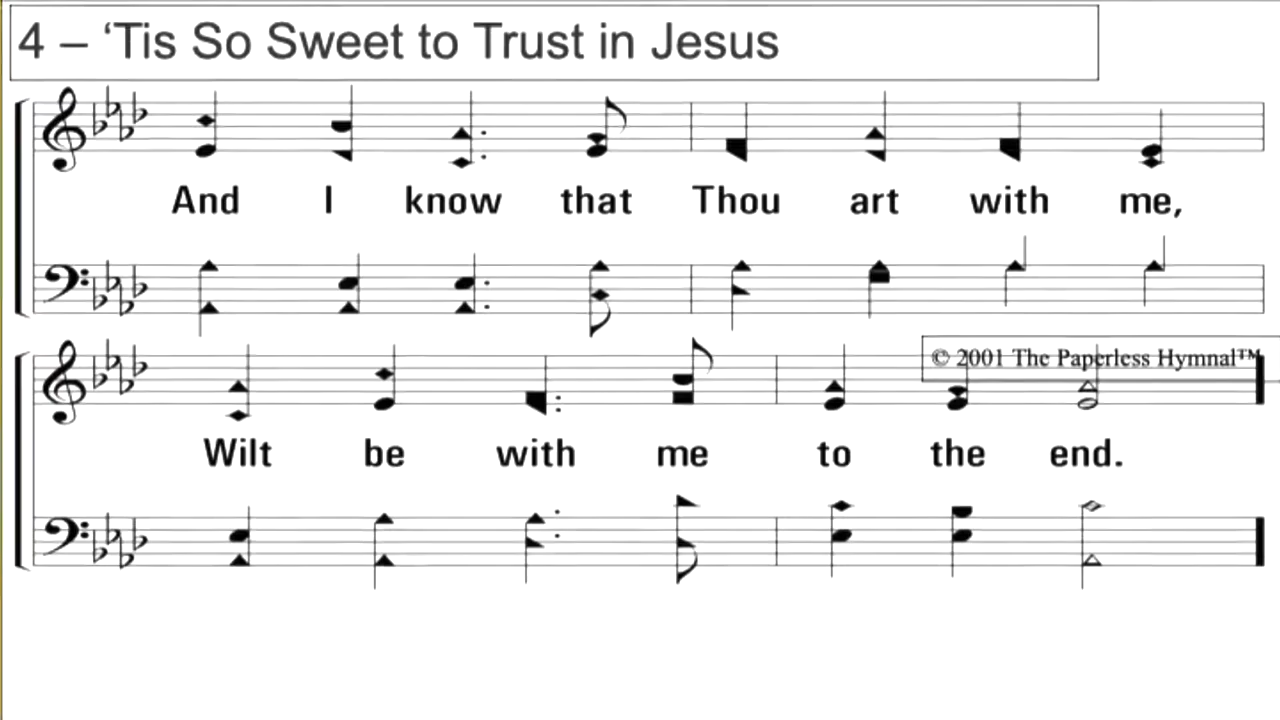 4 – ‘Tis So Sweet to Trust in Jesus
And I know that Thou art with me,
© 2001 The Paperless Hymnal™
Wilt be with me to the end.